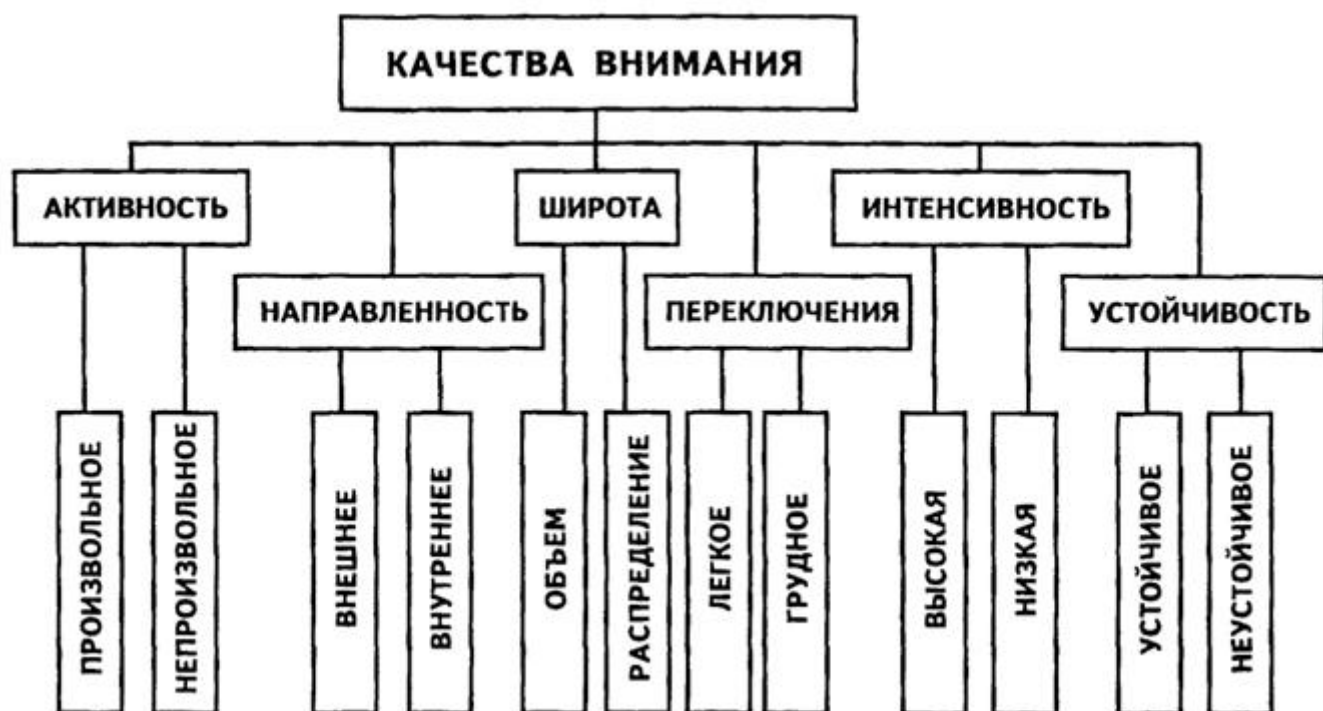 КАЧЕСТВА ВНИМАНИЯ
АКТИВНОСТЬ
ШИРОТА
ИНТЕНСИВНОСТЬ
НАПРАВЛЕННОСТЬ
ПЕРЕКЛЮЧЕНИЯ
УСТОЙЧИВОСТЬ
ПРОИЗВОЛЬНОЕ
НЕПРОИЗВОЛЬНОЕ
ВНЕШНЕЕ
ВНУТРЕННЕЕ
ОБЪЕМ
РАСПРЕДЕЛЕНИЕ
ЛЕГКОЕ
ГРУДНОЕ
ВЫСОКАЯ
НИЗКАЯ
УСТОЙЧИВОЕ
НЕУСТОЙЧИВОЕ